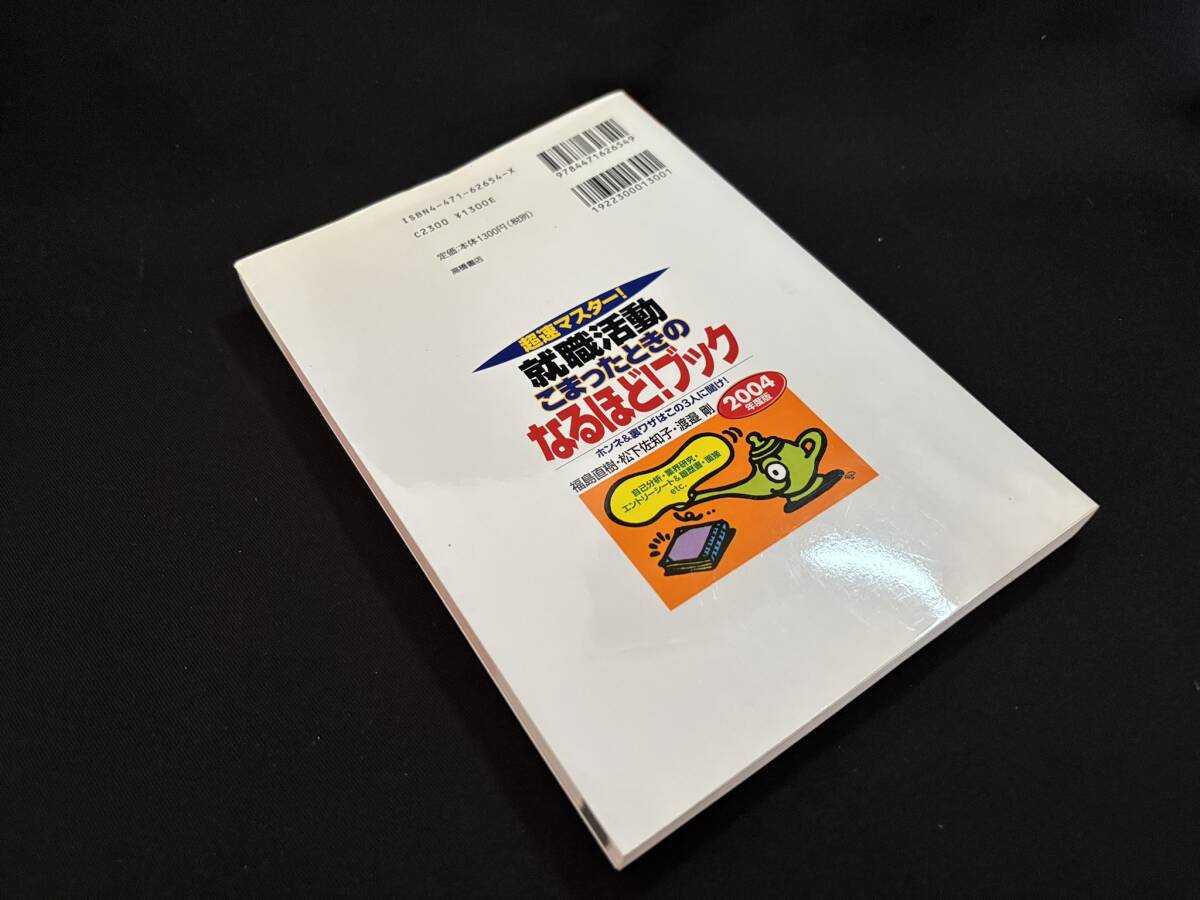 9784471626549
1922300013001
ISBN4-471-62654-X
C2300 ¥1300E
定価:本体1300円(税別)
高橋書店
超速マスター!
就職活動
こまったときの
なるほど!ブック
2004
年度版
ホンネ&裏ワザはこの3人に聞け!
福島直樹・松下佐知子・渡邉 剛
自己分析・業界研究・
エントリーシート&履歴書・面接
etc.